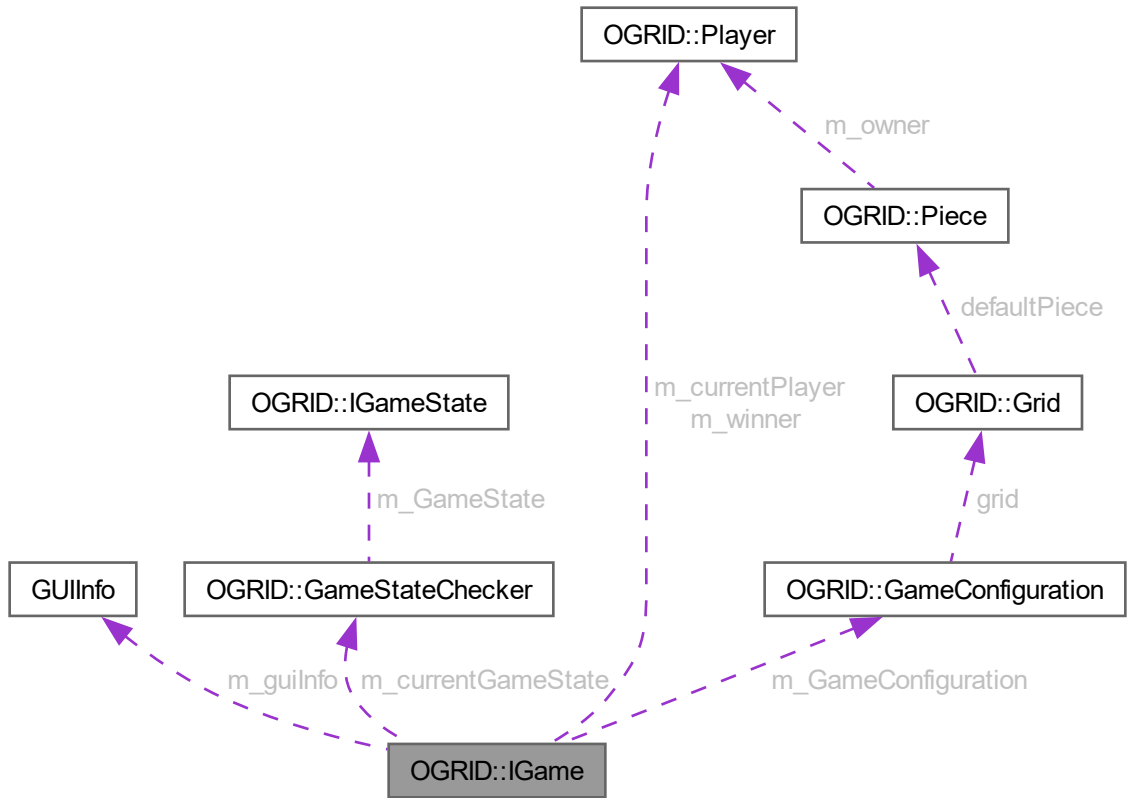 OGRID::Player
m_owner
OGRID::Piece
defaultPiece
OGRID::IGameState
m_currentPlayer
m_winner
OGRID::Grid
m_GameState
grid
GUIInfo
OGRID::GameStateChecker
OGRID::GameConfiguration
m_guiInfo
m_currentGameState
m_GameConfiguration
OGRID::IGame